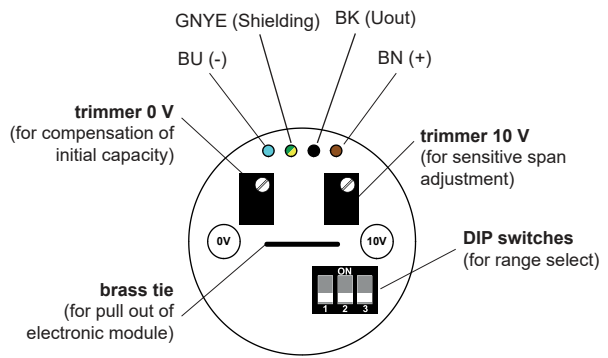 GNYE (Shielding)
BK (Uout)
BU (-)
BN (+)
trimmer 0 V
(for compensation of
initial capacity)
trimmer 10 V
(for sensitive span
adjustment)
0V
10V
DIP switches
(for range select)
ON
1 2 3
brass tie
(for pull out of
electronic module)